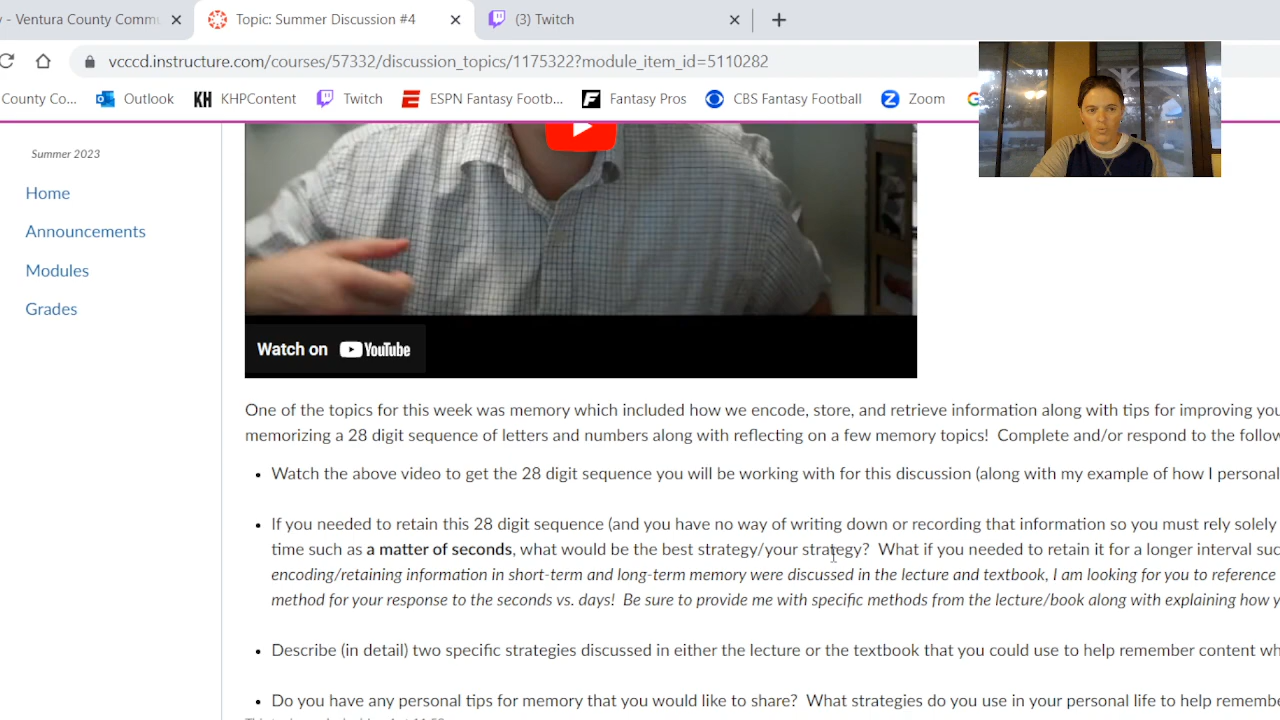 y - Ventura County Commu
Topic: Summer Discussion #4
(3) Twitch
vcccd.instructure.com/courses/57332/discussion_topics/1175322?module_item_id=5110282
County Co...
Outlook
KH KHPContent
Twitch
ESPN Fantasy Footb...
Fantasy Pros
CBS Fantasy Football
Zoom
Summer 2023
Home
Announcements
Modules
Grades
Watch on YouTube
One of the topics for this week was memory which included how we encode, store, and retrieve information along with tips for improving you
memorizing a 28 digit sequence of letters and numbers along with reflecting on a few memory topics! Complete and/or respond to the follow
Watch the above video to get the 28 digit sequence you will be working with for this discussion (along with my example of how I personal
If you needed to retain this 28 digit sequence (and you have no way of writing down or recording that information so you must rely solely
time such as a matter of seconds, what would be the best strategy/your strategy? What if you needed to retain it for a longer interval suc
encoding/retaining information in short-term and long-term memory were discussed in the lecture and textbook, I am looking for you to reference
method for your response to the seconds vs. days! Be sure to provide me with specific methods from the lecture/book along with explaining how y
Describe (in detail) two specific strategies discussed in either the lecture or the textbook that you could use to help remember content wh
Do you have any personal tips for memory that you would like to share? What strategies do you use in your personal life to help remembe